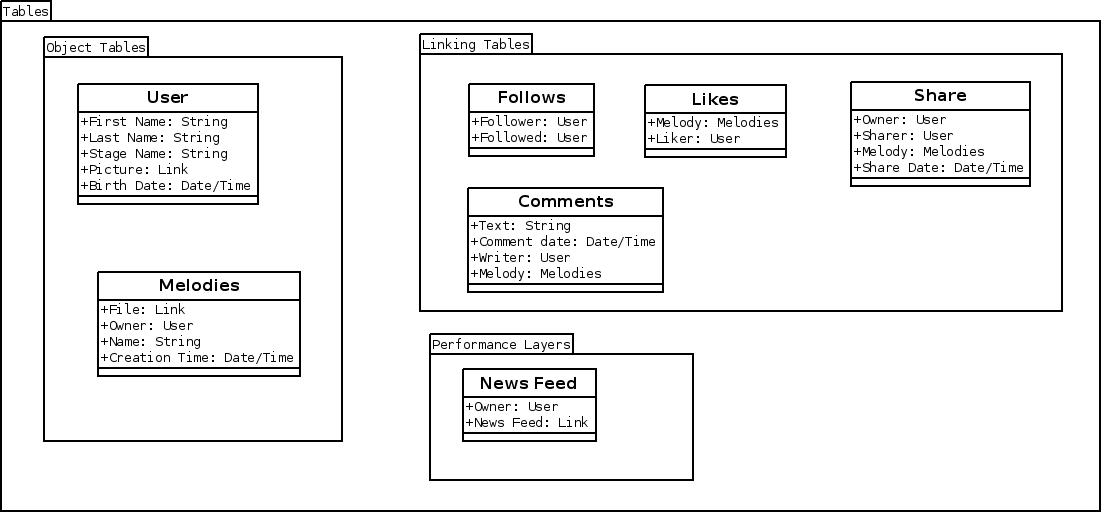 Tables
Object Tables
User
+First Name: String
+Last Name: String
+Stage Name: String
+Picture: Link
+Birth Date: Date/Time
Melodies
+File: Link
+Owner: User
+Name: String
+Creation Time: Date/Time
Linking Tables
Follows
+Follower: User
+Followed: User
Likes
+Melody: Melodies
+Liker: User
Share
+Owner: User
+Sharer: User
+Melody: Melodies
+Share Date: Date/Time
Comments
+Text: String
+Comment date: Date/Time
+Writer: User
+Melody: Melodies
Performance Layers
News Feed
+Owner: User
+News Feed: Link